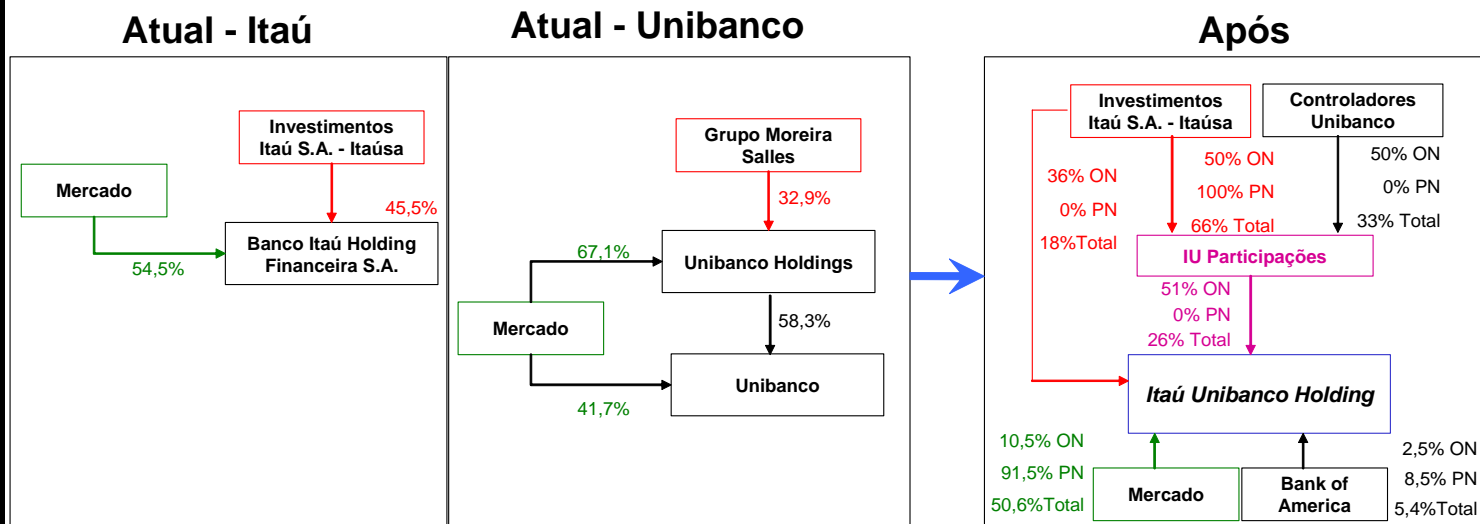 Atual - Itaú
Investimentos
Itaú S.A. - Itaúsa
Mercado
45,5%
54,5%
Banco Itaú Holding
Financeira S.A.
Atual - Unibanco
Grupo Moreira
Salles
32,9%
67,1%
Unibanco Holdings
Mercado
58,3%
Unibanco
41,7%
Após
Investimentos
Itaú S.A. - Itaúsa
Controladores
Unibanco
36% ON
0% PN
18%Total
50% ON
100% PN
66% Total
50% ON
0% PN
33% Total
IU Participações
51% ON
0% PN
26% Total
Itaú Unibanco Holding
10,5% ON
91,5% PN
50,6%Total
Mercado
Bank of
America
2,5% ON
8,5% PN
5,4%Total